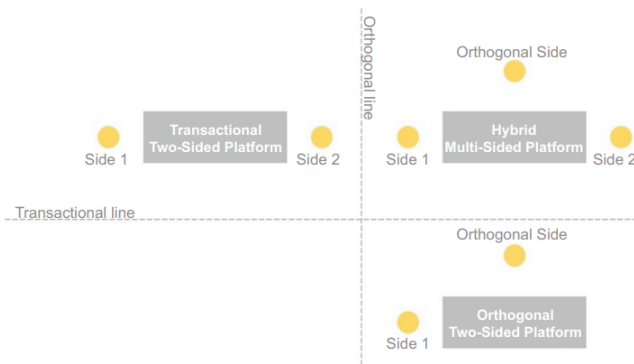 Orthogonal line
Orthogonal Side
Transactional
Two-Sided Platform
Side 1
Side 2
Hybrid
Multi-Sided Platform
Side 1
Side 2
Transactional line
Orthogonal Side
Orthogonal
Two-Sided Platform
Side 1